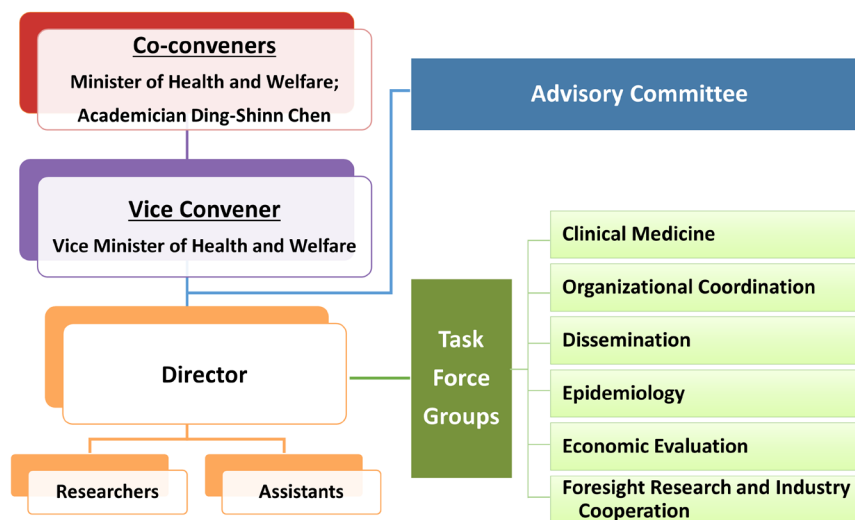 Co-conveners
Minister of Health and Welfare;
Academician Ding-Shinn Chen
Advisory Committee
Vice Convener
Vice Minister of Health and Welfare
Director
Researchers
Assistants
Task
Force
Groups
Clinical Medicine
Organizational Coordination
Dissemination
Epidemiology
Economic Evaluation
Foresight Research and Industry
Cooperation